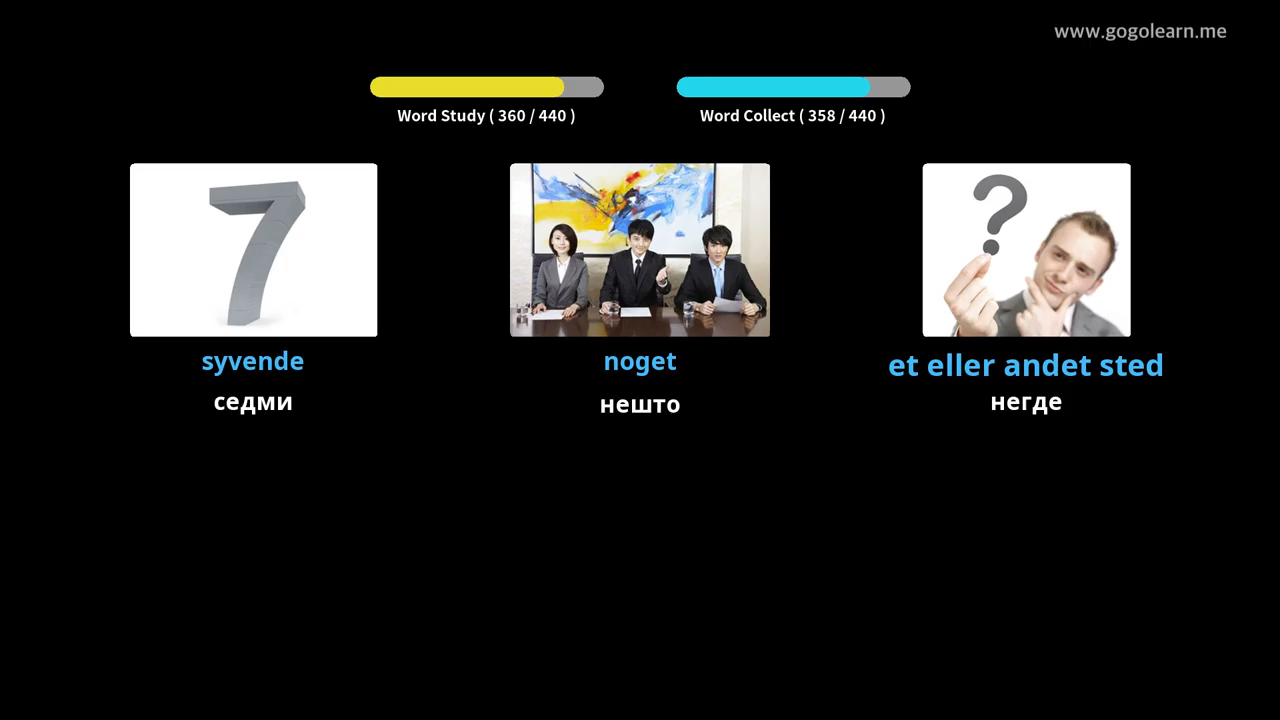 www.gogolearn.me
Word Study ( 360 / 440 )
Word Collect ( 358 / 440 )
7
?
syvende
noget
et eller andet sted
седми
нешто
негде